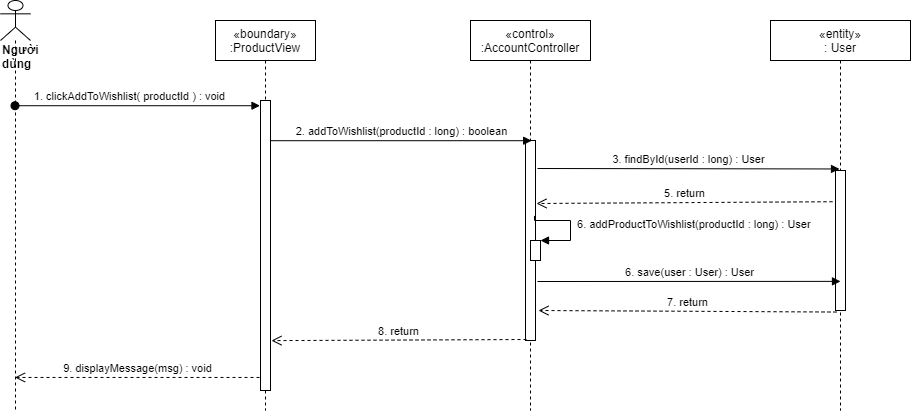 Người
dùng
«boundary»
:ProductView
«control»
:AccountController
«entity»
: User
1. clickAddToWishlist( productId ) : void
2. addToWishlist(productId : long) : boolean
3. findById(userId : long) : User
5. return
6. addProductToWishlist(productId : long) : User
6. save(user : User) : User
7. return
8. return
9. displayMessage(msg) : void